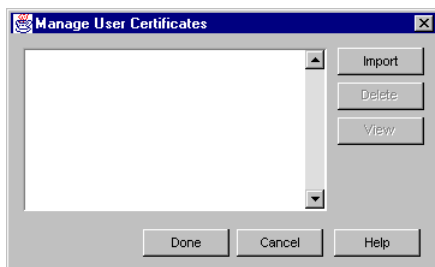 Manage User Certificates
Import
Delete
View
Done Cancel Help